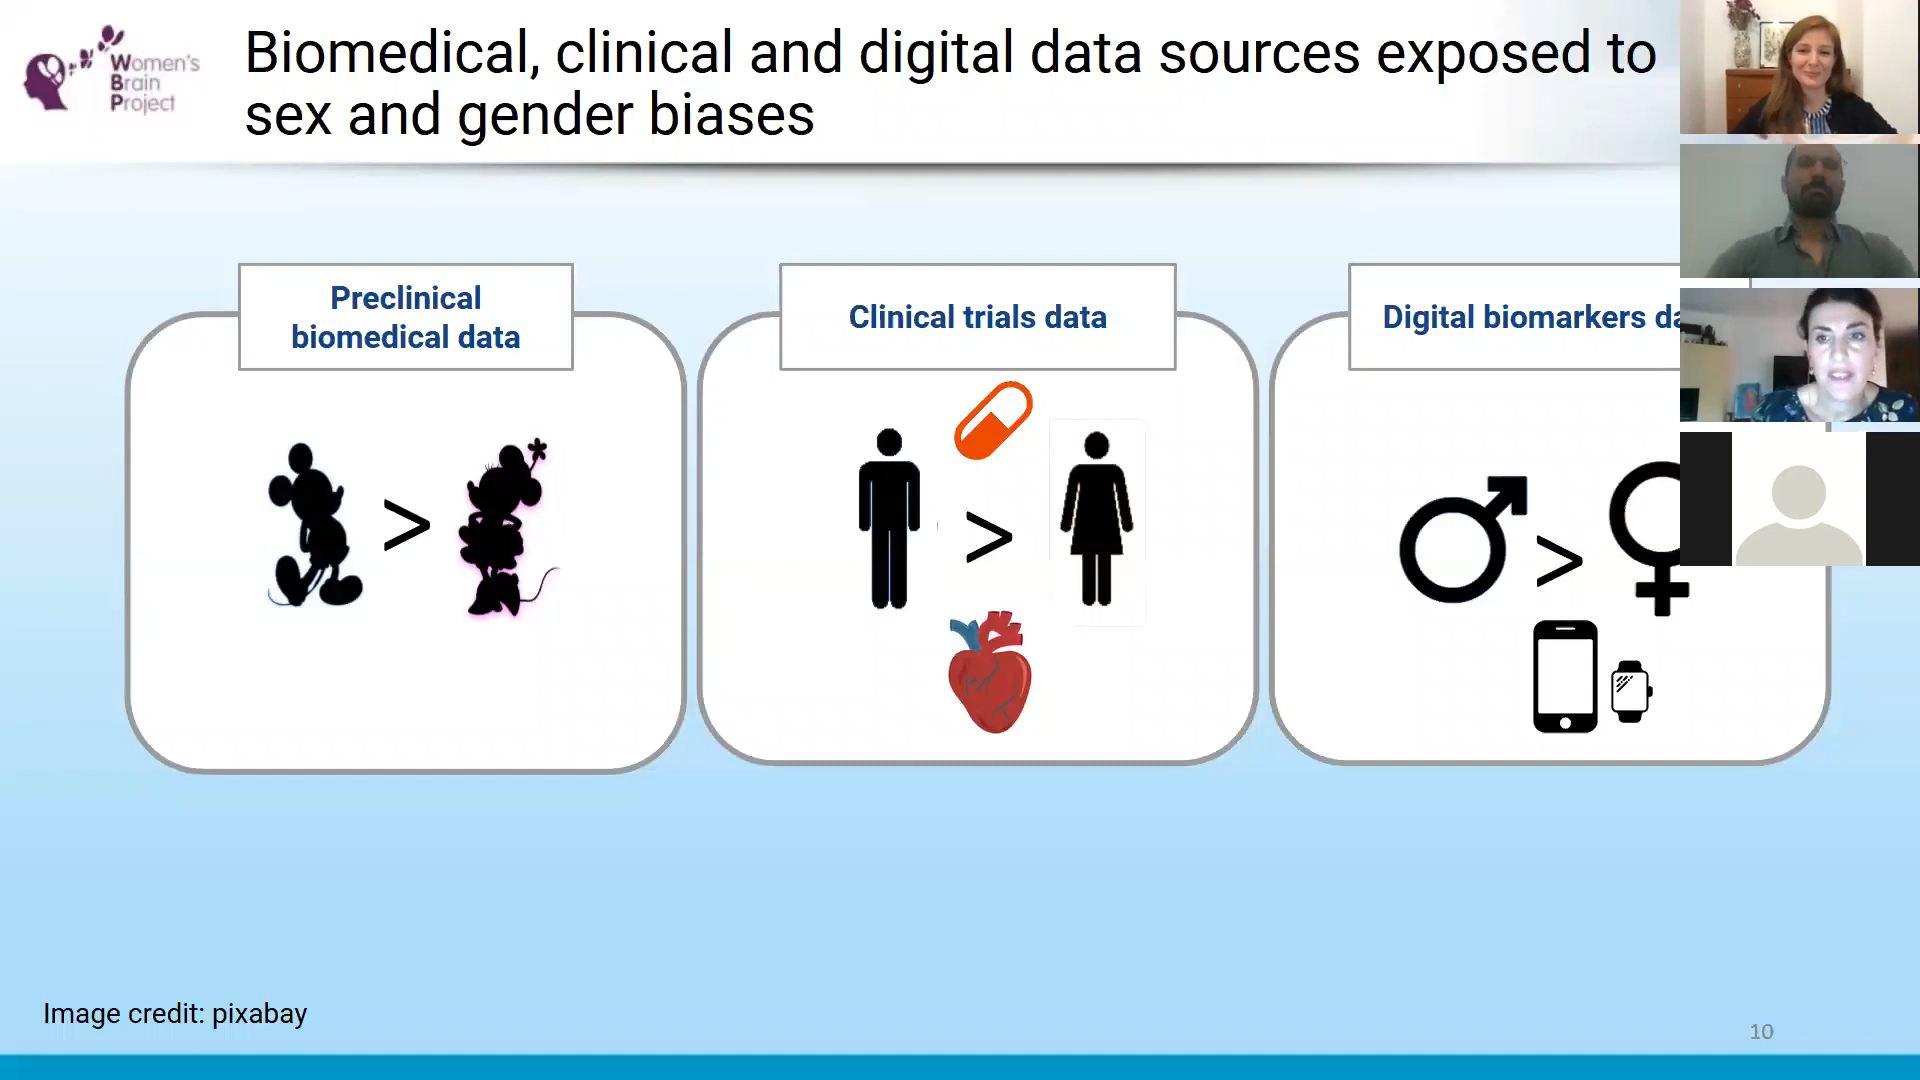 Women's
Brain
Project
Biomedical, clinical and digital data sources exposed to
sex and gender biases
Preclinical
biomedical data
Clinical trials data
Digital biomarkers
>
>
>
Image credit: pixabay
10